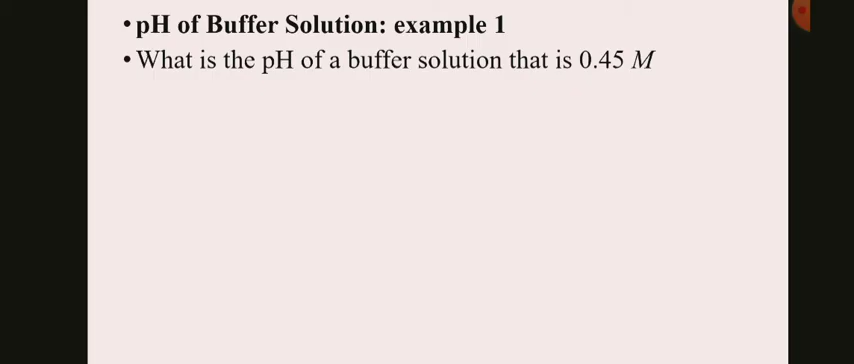 •pH of Buffer Solution: example 1
•What is the pH of a buffer solution that is 0.45 M